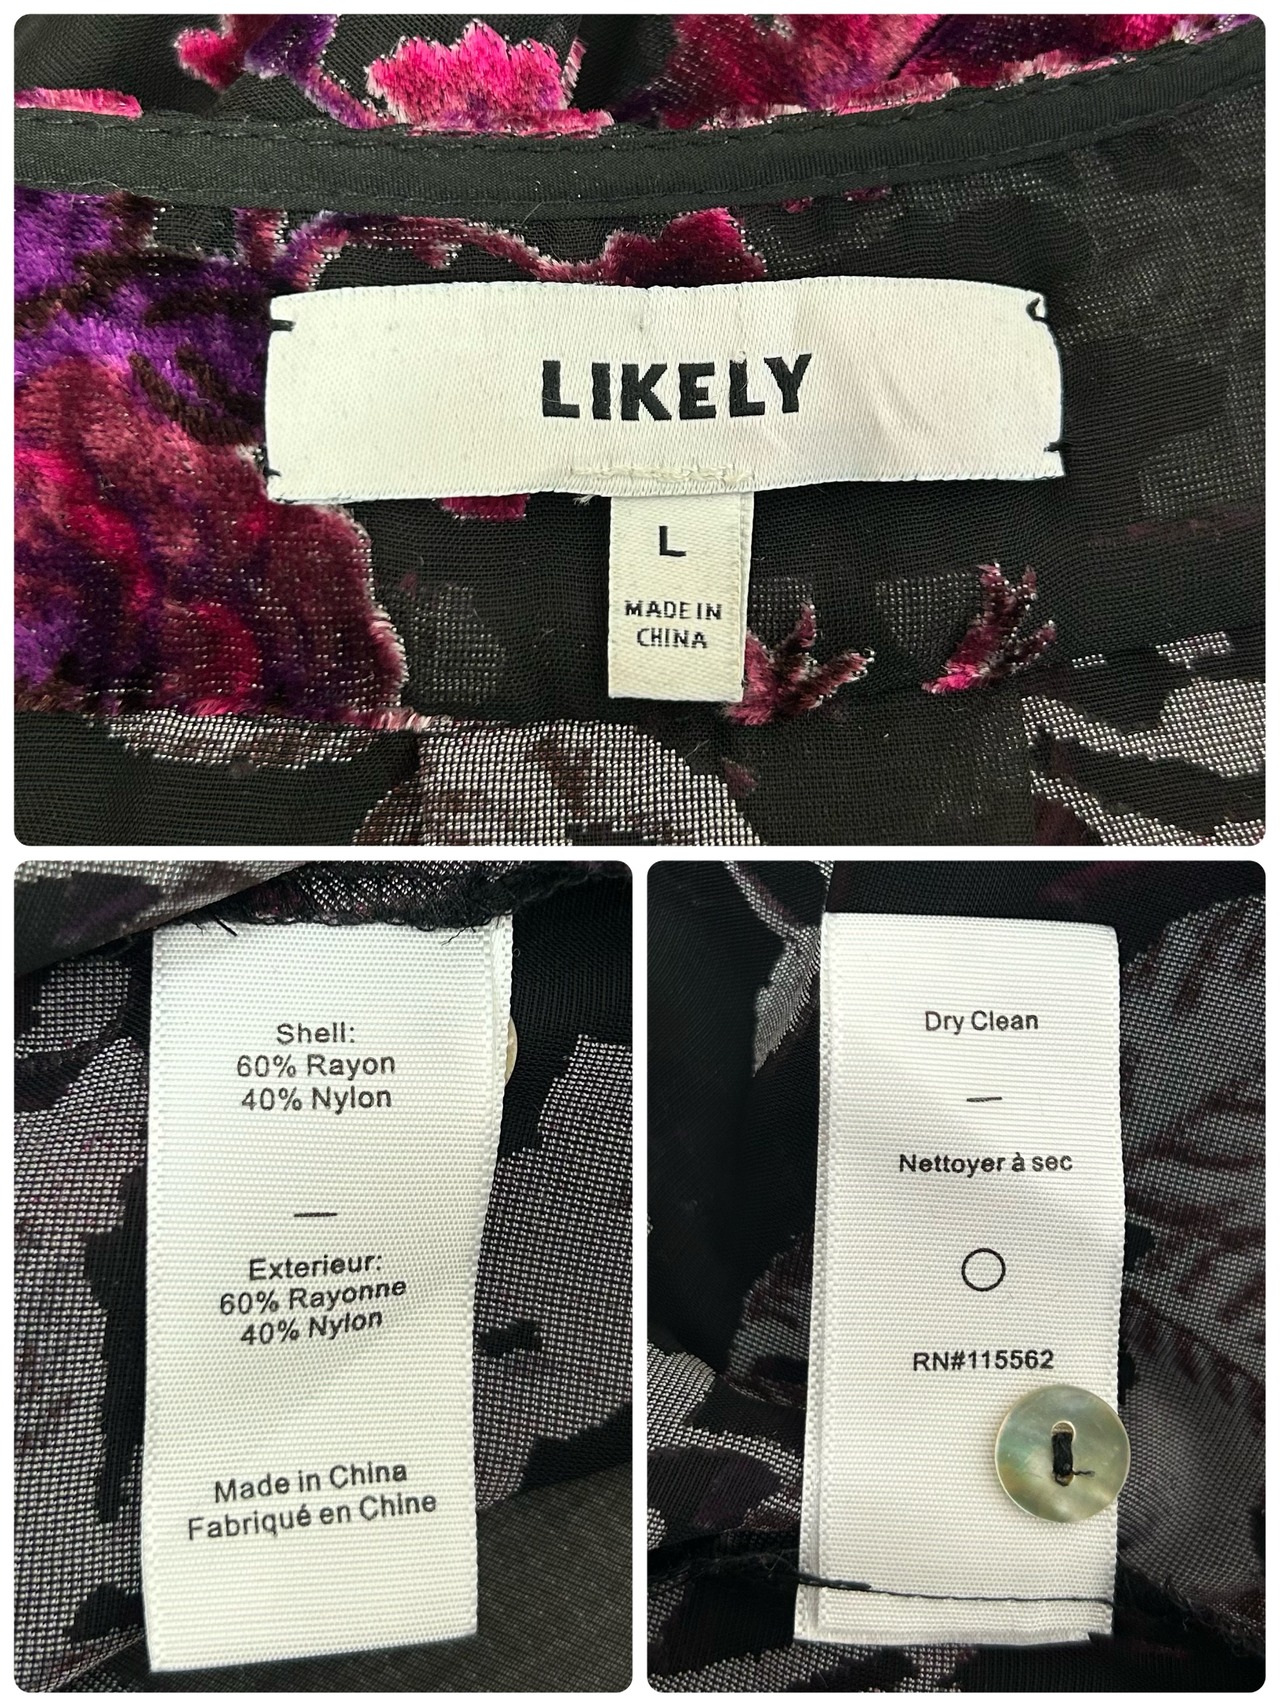 LIKELY
L
MADE IN
CHINA
Shell:
60% Rayon
40% Nylon
—
Exterieur:
60% Rayonne
40% Nylon
Made in China
Fabriqué en Chine
Dry Clean
—
Nettoyer à sec
RN#115562